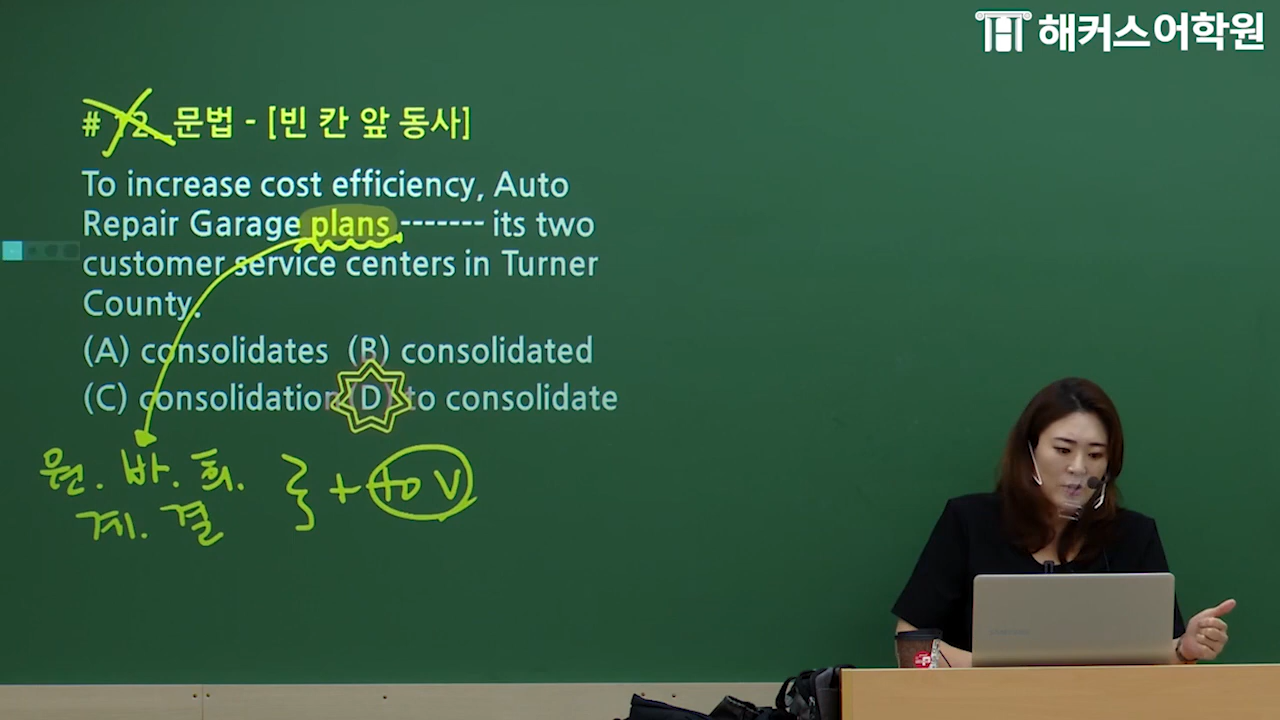 해커스어학원
# 문법 - [빈 칸 앞 동사]
To increase cost efficiency, Auto
Repair Garage plans ------- its two
customer service centers in Turner
County.
(A) consolidates (B) consolidated
(C) consolidation (D) to consolidate
원. 바. 희.
계. 결 } + to V